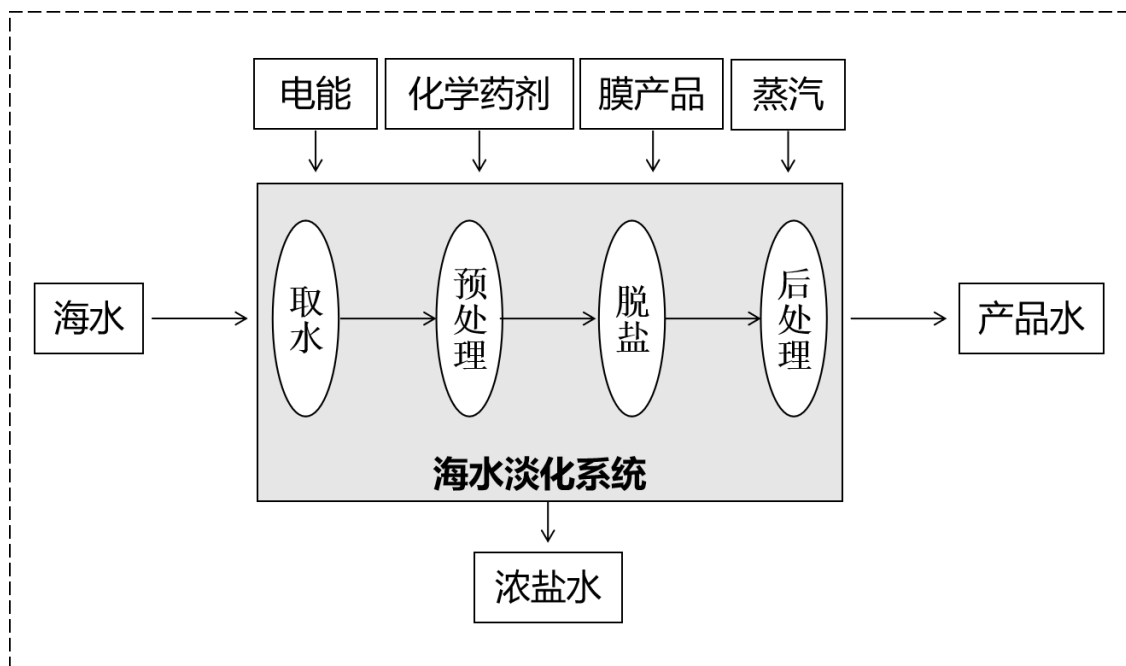 电能
化学药剂
膜产品
蒸汽
海水
取水
预处理
脱盐
后处理
产品水
海水淡化系统
浓盐水